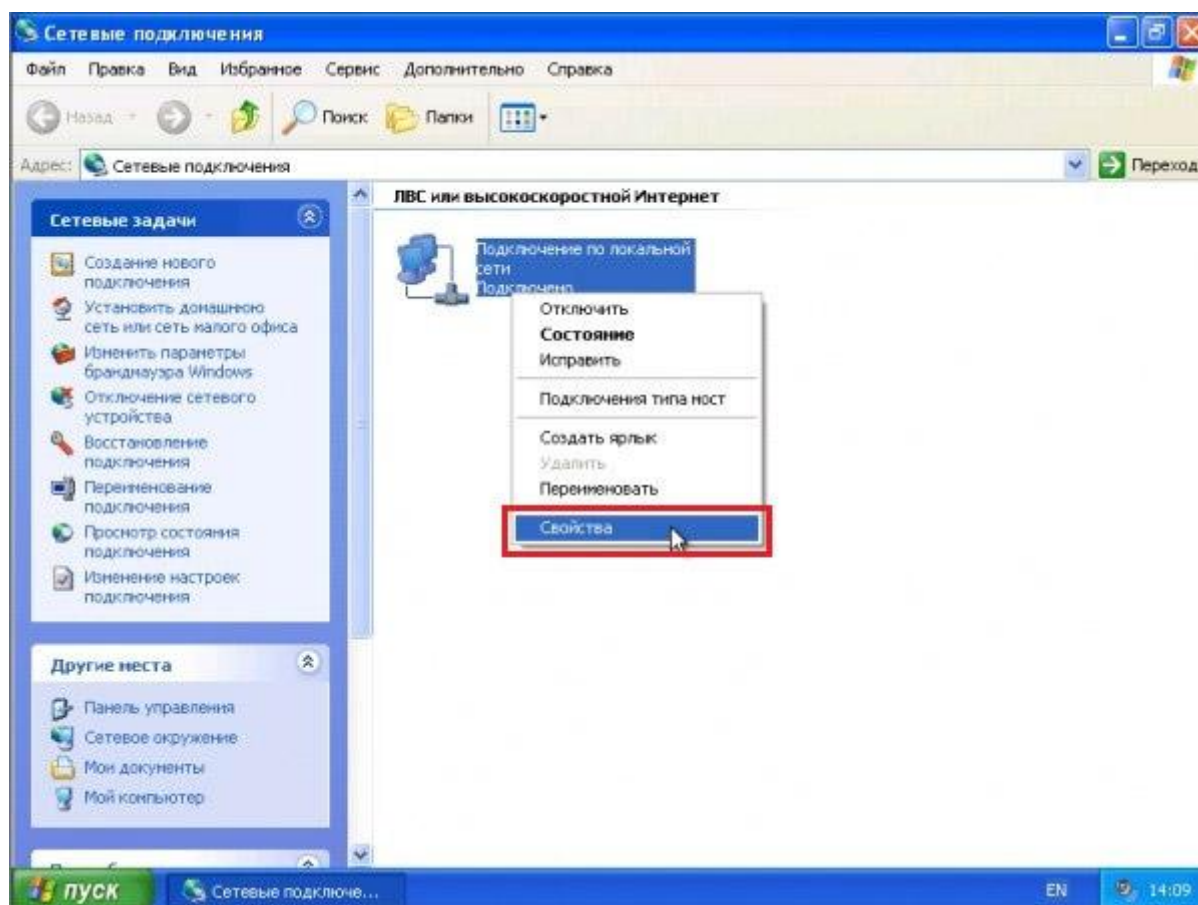 Сетевые подключения
Файл Правка Вид Избранное Сервис Дополнительно Справка
Назад Поиск Папки
Адрес: Сетевые подключения Переход
Сетевые задачи
Создание нового
подключения
Установить домашнюю
сеть или сеть малого офиса
Изменить параметры
брандмауэра Windows
Отключение сетевого
устройства
Восстановление
подключения
Переименование
подключения
Просмотр состояния
подключения
Изменение настроек
подключения
Другие места
Панель управления
Сетевое окружение
Мои документы
Мой компьютер
ЛВС или высокоскоростной Интернет
Подключение по локальной
сети
Подключено
Отключить
Состояние
Исправить
Подключения типа мост
Создать ярлык
Удалить
Переименовать
Свойства
пуск Сетевые подключе... EN 14:09